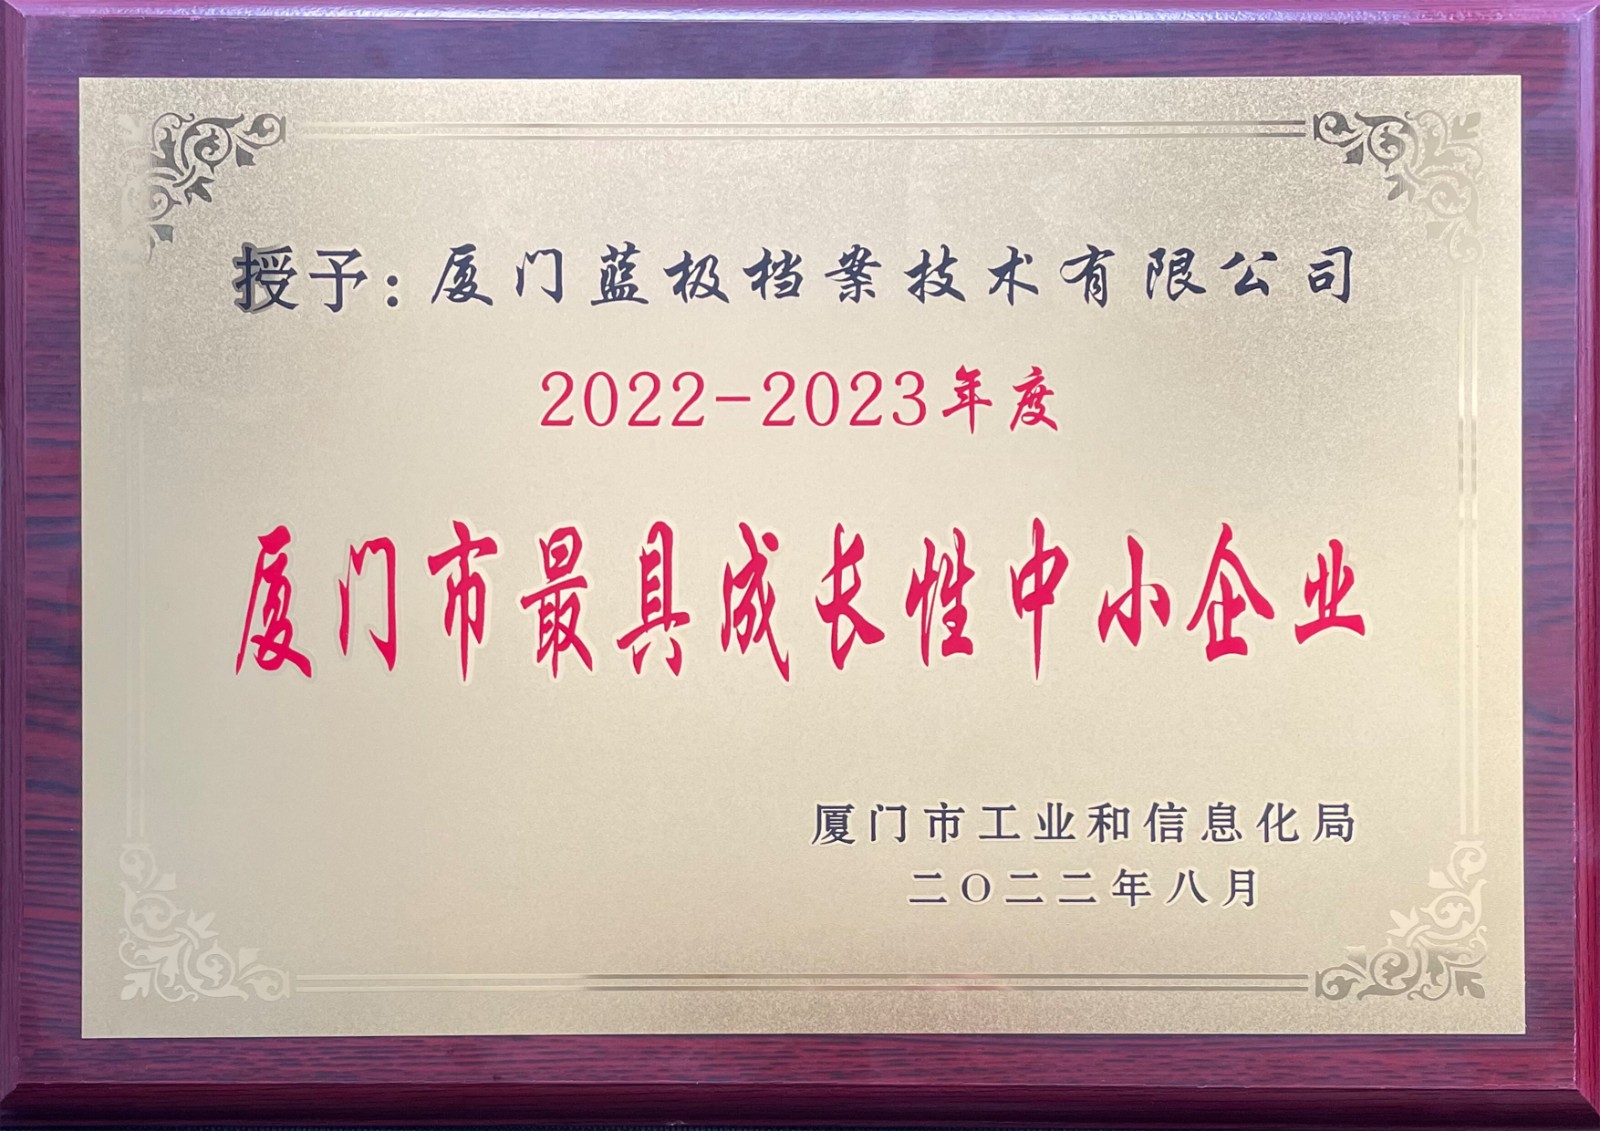 授予：厦门蓝极档案技术有限公司
2022-2023年度
厦门市最具成长性中小企业
厦门市工业和信息化局
二〇二二年八月